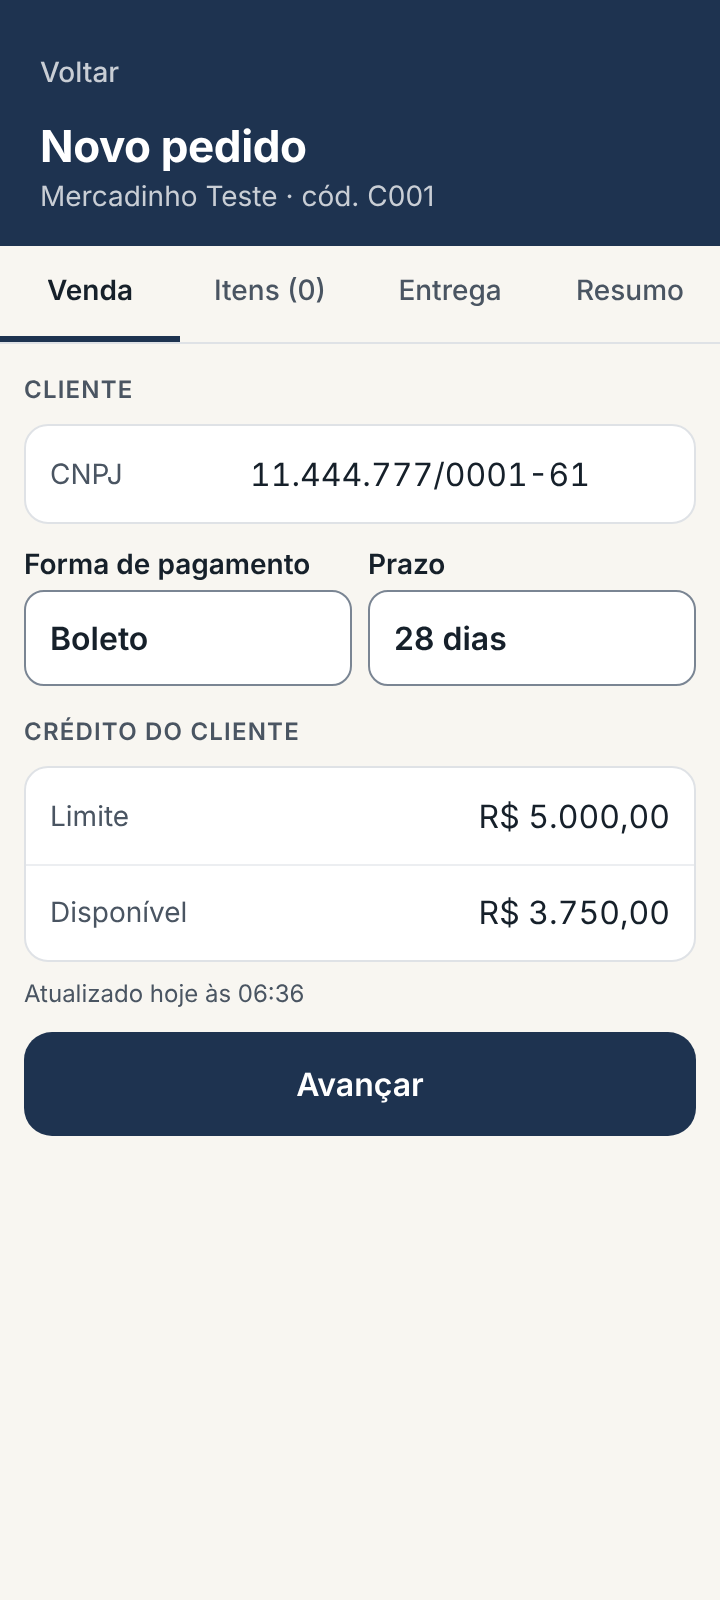 Voltar
Novo pedido
Mercadinho Teste · cód. C001
Venda Itens (0) Entrega Resumo
CLIENTE
CNPJ 11.444.777/0001-61
Forma de pagamento Prazo
Boleto 28 dias
CRÉDITO DO CLIENTE
Limite R$ 5.000,00
Disponível R$ 3.750,00
Atualizado hoje às 06:36
Avançar